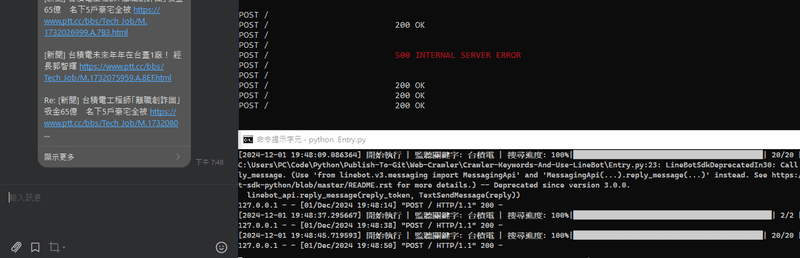 65億 名下5戶豪宅全被 https://
www.ptt.cc/bbs/Tech_Job/M.
1732026999.A.7B3.html
[新聞] 台積電未來年年在台蓋1廠! 經
長郭智輝 https://www.ptt.cc/bbs/
Tech_Job/M.1732075959.A.8EE.html
Re: [新聞] 台積電工程師「離職創詐團」
吸金65億 名下5戶豪宅全被 https://
www.ptt.cc/bbs/Tech_Job/M.1732080
...
顯示更多
下午 7:48
輸入訊息
POST /
POST / 200 OK
POST /
POST /
POST / 500 INTERNAL SERVER ERROR
POST /
POST /
POST / 200 OK
POST / 200 OK
POST / 200 OK
命令提示字元 - python Entry.py
[2024-12-01 19:48:09.086364] 開始執行 | 監聽關鍵字: 台積電 | 搜尋進度: 100%| | 20/20
C:\Users\PC\Code\Python\Publish-To-Git\Web-Crawler\Crawler-Keywords-And-Use-LineBot\Entry.py:23: LineBotSdkDeprecatedIn30: Call
ly_message. (Use 'from linebot.v3.messaging import MessagingApi' and 'MessagingApi(...).reply_message(...)' instead. See https:
t-sdk-python/blob/master/README.rst for more details.) -- Deprecated since version 3.0.0.
linebot_api.reply_message(reply_token, TextSendMessage(reply))
127.0.0.1 - - [01/Dec/2024 19:48:14] "POST / HTTP/1.1" 200 -
[2024-12-01 19:48:37.295667] 開始執行 | 監聽關鍵字: 台積電 | 搜尋進度: 100%| | 2/2
127.0.0.1 - - [01/Dec/2024 19:48:39] "POST / HTTP/1.1" 200 -
[2024-12-01 19:48:45.719593] 開始執行 | 監聽關鍵字: 台積電 | 搜尋進度: 100%| | 20/20
127.0.0.1 - - [01/Dec/2024 19:48:50] "POST / HTTP/1.1" 200 -